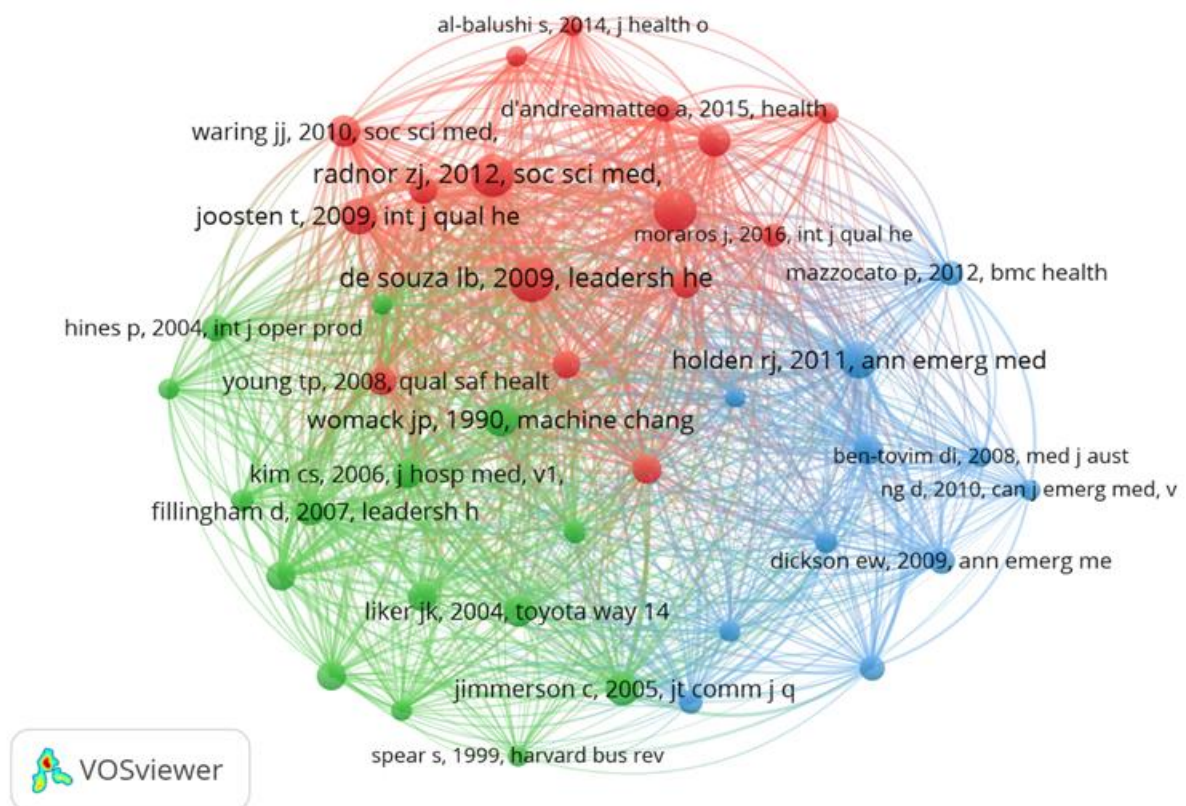 al-balushi s, 2014, j health o
d'andreamatteo a, 2015, health
waring jj, 2010, soc sci med,
radnor zj, 2012, soc sci med,
joosten t, 2009, int j qual he
moraros j, 2016, int j qual he
mazzocato p, 2012, bmc health
de souza lb, 2009, leadersh he
hines p, 2004, int j oper prod
holden rj, 2011, ann emerg med
young tp, 2008, qual saf healt
womack jp, 1990, machine chang
ben-tovim di, 2008, med j aust
kim cs, 2006, j hosp med, v1,
ng d, 2010, can j emerg med, v
fillingham d, 2007, leadersh h
dickson ew, 2009, ann emerg me
liker jk, 2004, toyota way 14
jimmerson c, 2005, jt comm j q
spear s, 1999, harvard bus rev
VOSviewer